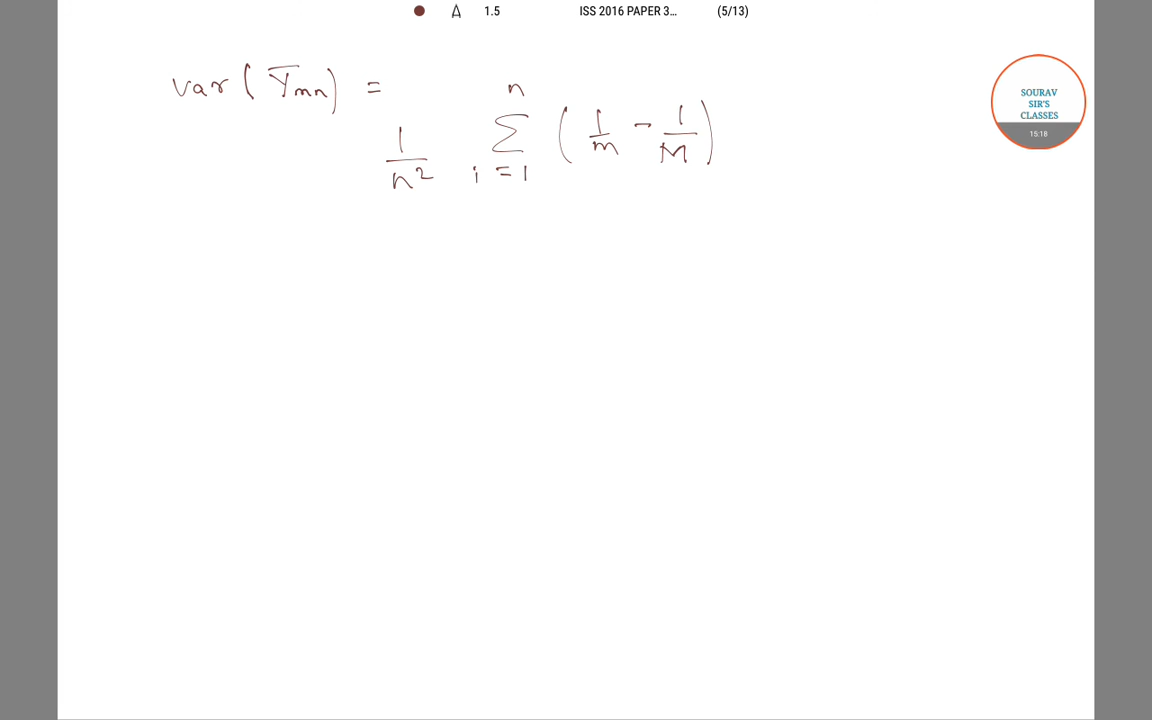 1.5 ISS 2016 PAPER 3... (5/13)
SOURAV
SIR'S
CLASSES
15:18
var(Y̅mn) =
1/n² n∑i=1 (1/m - 1/M)